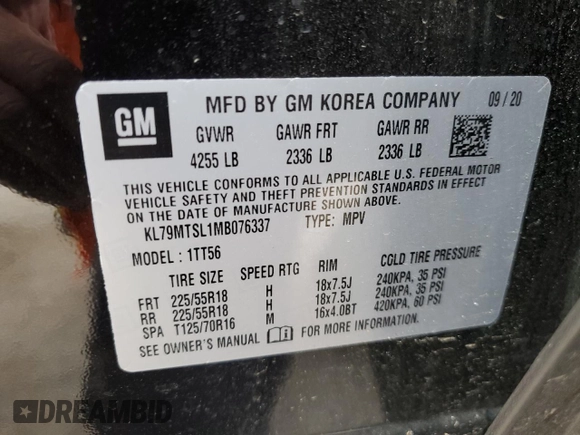 GM
MFD BY GM KOREA COMPANY 09/20
GVWR GAWR FRT GAWR RR
4255 LB 2336 LB 2336 LB
THIS VEHICLE CONFORMS TO ALL APPLICABLE U.S. FEDERAL MOTOR
VEHICLE SAFETY AND THEFT PREVENTION STANDARDS IN EFFECT
ON THE DATE OF MANUFACTURE SHOWN ABOVE.
KL79MTSL1MB076337 TYPE: MPV
MODEL : 1TT56
TIRE SIZE SPEED RTG RIM COLD TIRE PRESSURE
FRT 225/55R18 H 18x7.5J 240KPA, 35 PSI
RR 225/55R18 H 18x7.5J 240KPA, 35 PSI
SPA T125/70R16 M 16x4.0BT 420KPA, 60 PSI
SEE OWNER'S MANUAL FOR MORE INFORMATION.
DREAMBID